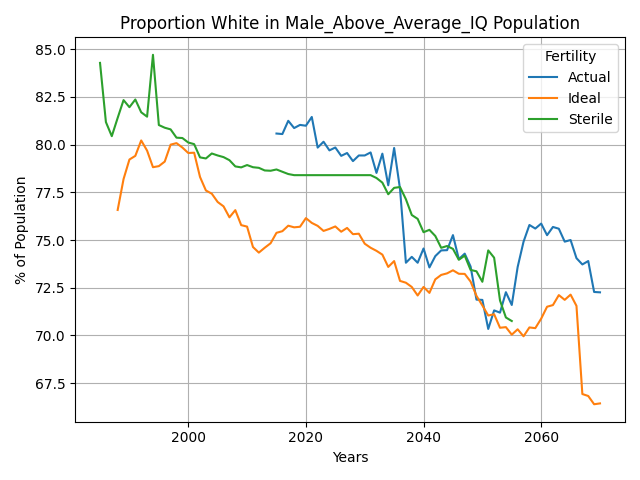 Proportion White in Male_Above_Average_IQ Population
Fertility
Actual
Ideal
Sterile
% of Population
85.0
82.5
80.0
77.5
75.0
72.5
70.0
67.5
2000
2020
2040
2060
Years